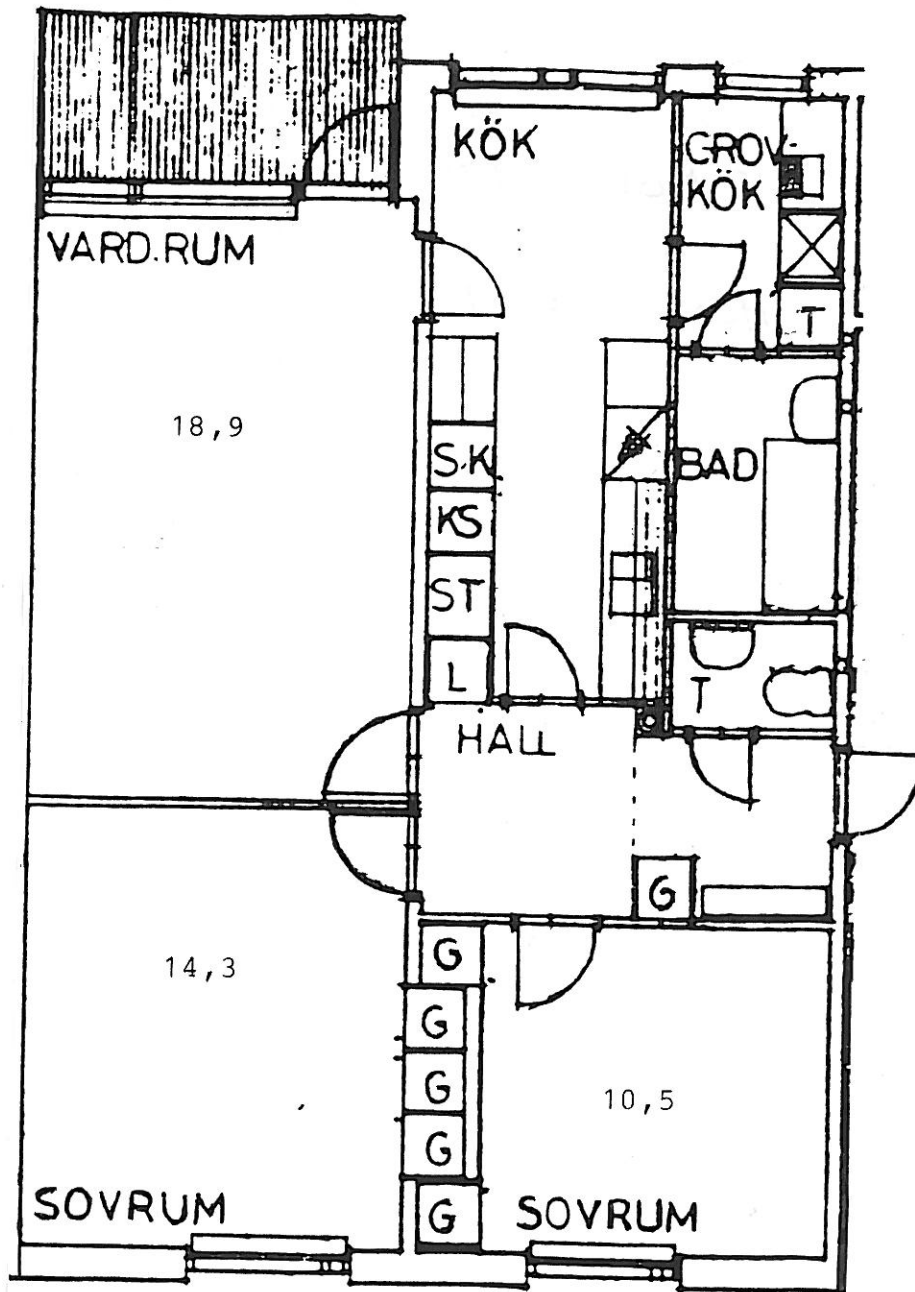 KÖK
GROV-
KÖK
VARD.RUM
T
18,9
S.K
BAD
KS
ST
L
T
HALL
G
G
14,3
G
G
10,5
G
SOVRUM
G
SOVRUM